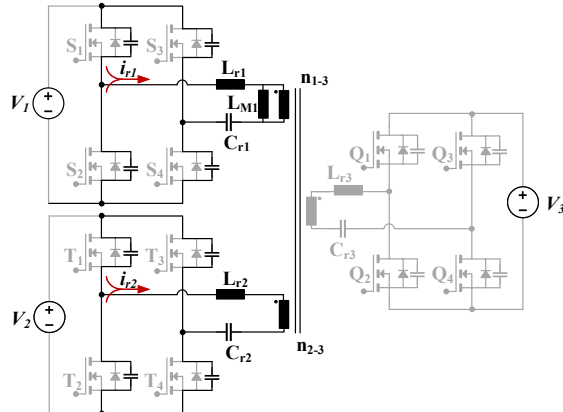 S1
S3
ir1
Lr1
n1-3
V1
LM1
Cr1
S2
S4
Q1
Q3
Lr3
V3
Cr3
T1
T3
Q2
Q4
ir2
Lr2
V2
Cr2
n2-3
T2
T4